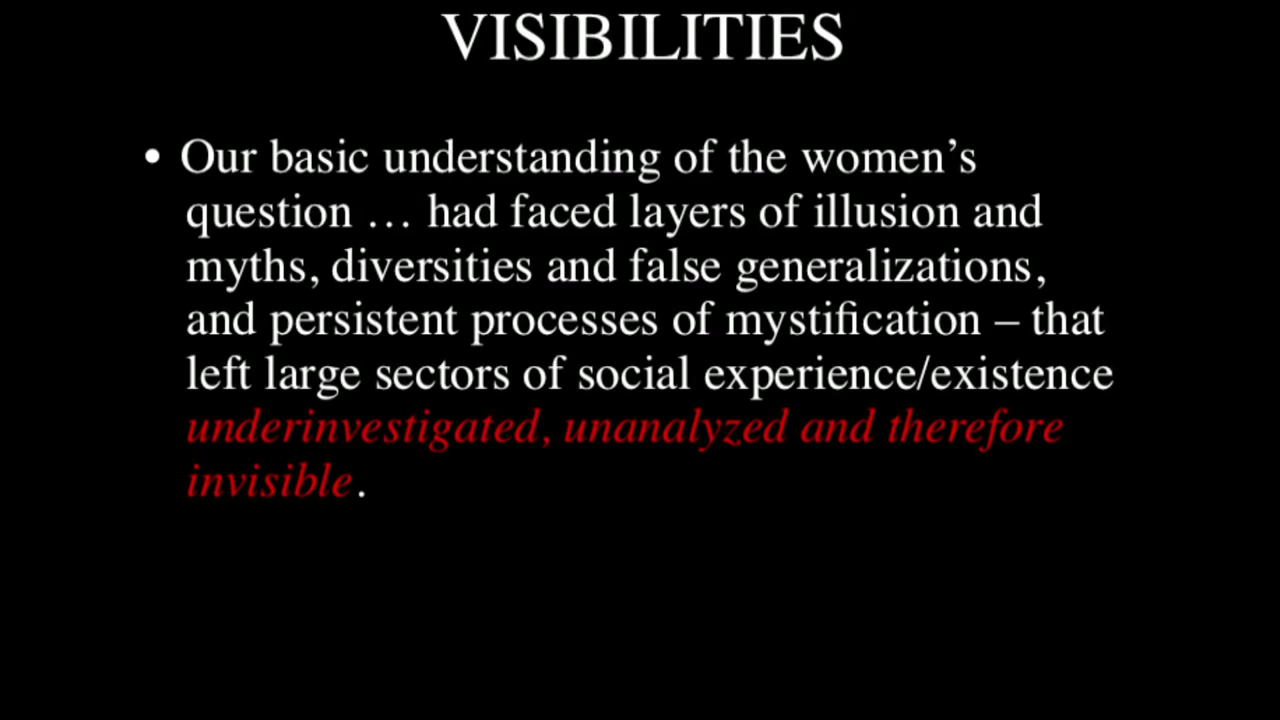 VISIBILITIES
• Our basic understanding of the women’s
question … had faced layers of illusion and
myths, diversities and false generalizations,
and persistent processes of mystification – that
left large sectors of social experience/existence
underinvestigated, unanalyzed and therefore
invisible.